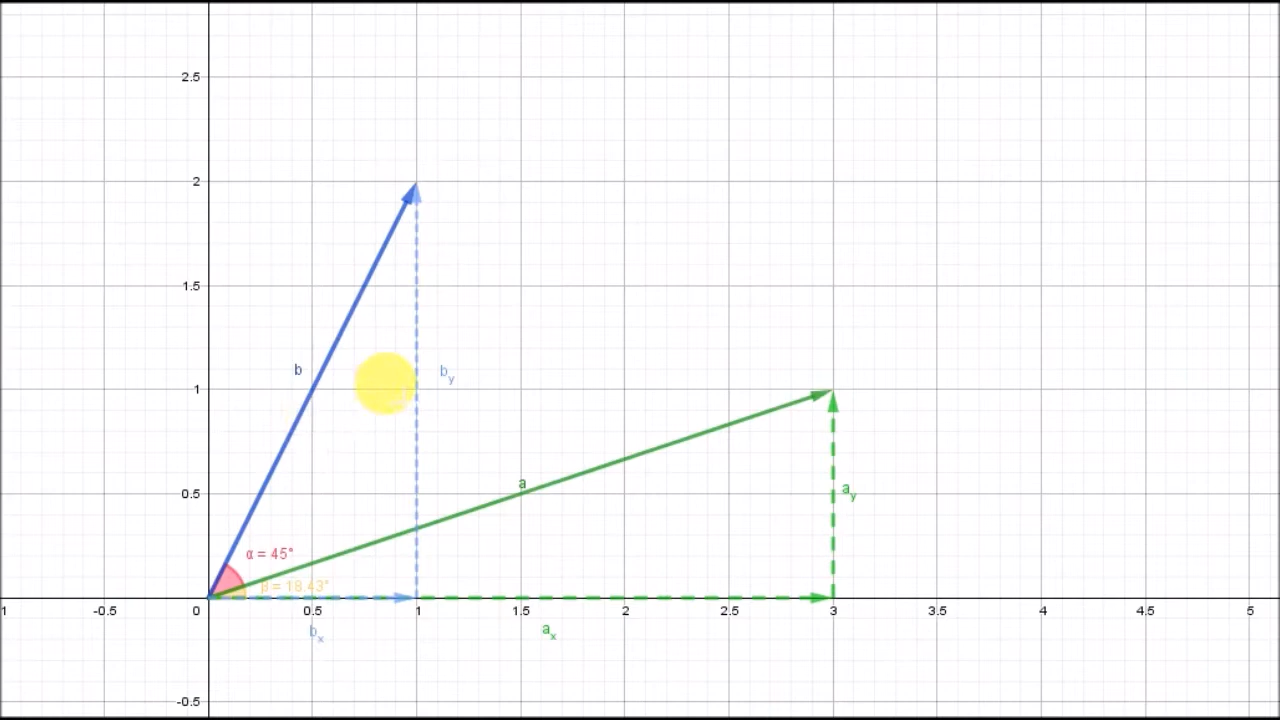 2.5
2
1.5
b
b_y
1
0.5
a
a_y
α = 45°
β = 18.43°
1 -0.5 0 0.5 1 1.5 2 2.5 3 3.5 4 4.5 5
b_x a_x
-0.5